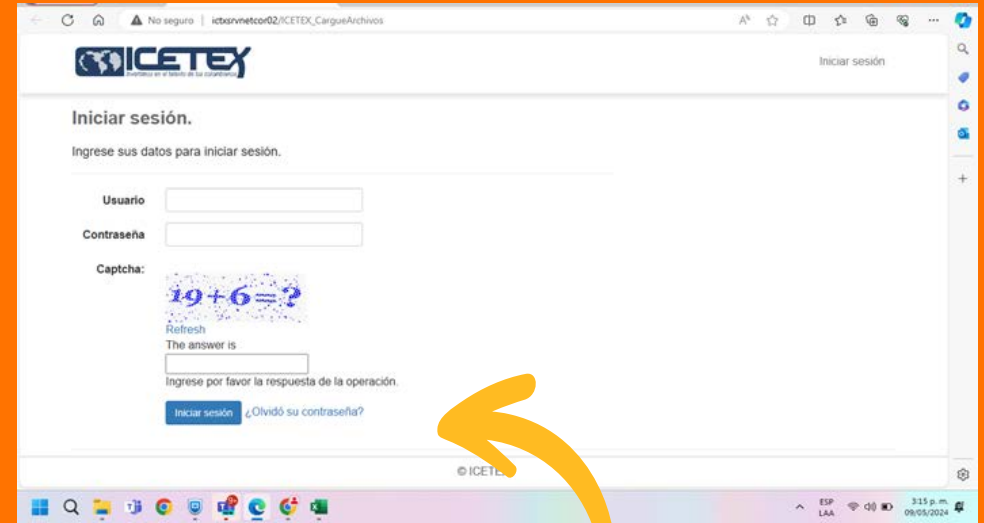 No seguro | ictxsrvnetcor02/ICETEX_CargueArchivos
ICETEX
Iniciar sesión
Iniciar sesión.
Ingrese sus datos para iniciar sesión.
Usuario
Contraseña
Captcha:
19+6=?
Refresh
The answer is
Ingrese por favor la respuesta de la operación.
Iniciar sesión ¿Olvidó su contraseña?
© ICETE
ESP
LAA
3:15 p. m.
09/05/2024